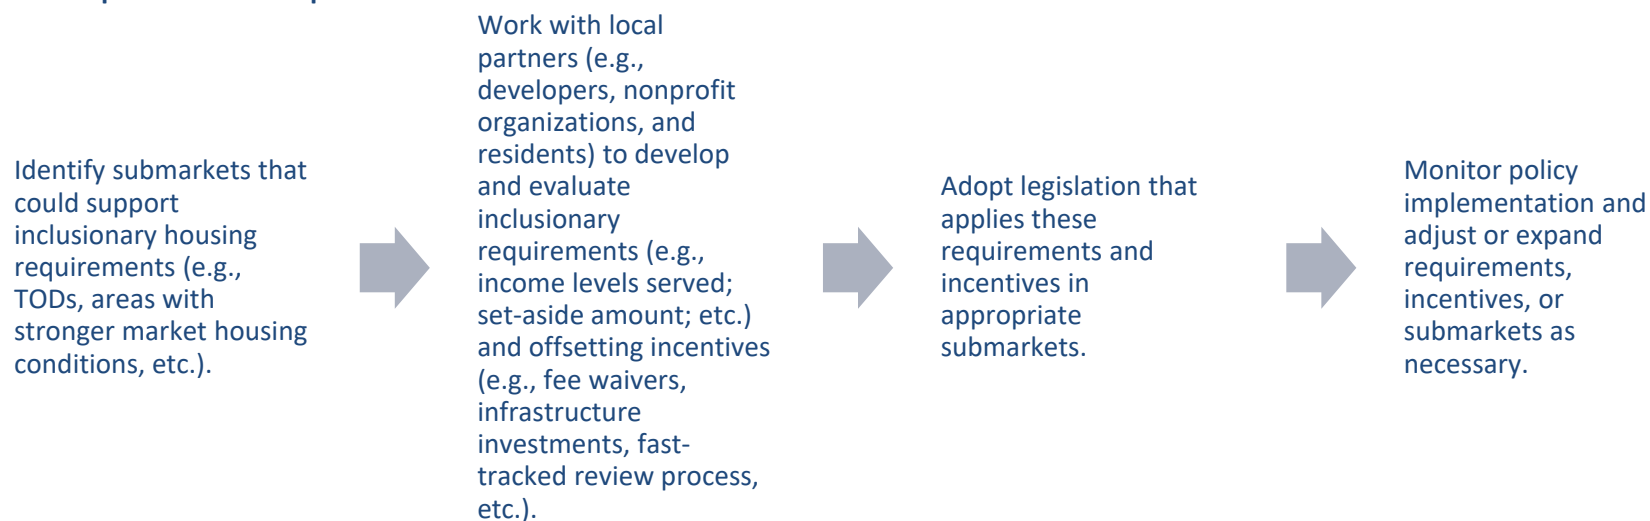 Identify submarkets that
could support
inclusionary housing
requirements (e.g.,
TODs, areas with
stronger market housing
conditions, etc.).
Work with local
partners (e.g.,
developers, nonprofit
organizations, and
residents) to develop
and evaluate
inclusionary
requirements (e.g.,
income levels served;
set-aside amount; etc.)
and offsetting incentives
(e.g., fee waivers,
infrastructure
investments, fast-
tracked review process,
etc.).
Adopt legislation that
applies these
requirements and
incentives in
appropriate
submarkets.
Monitor policy
implementation and
adjust or expand
requirements,
incentives, or
submarkets as
necessary.